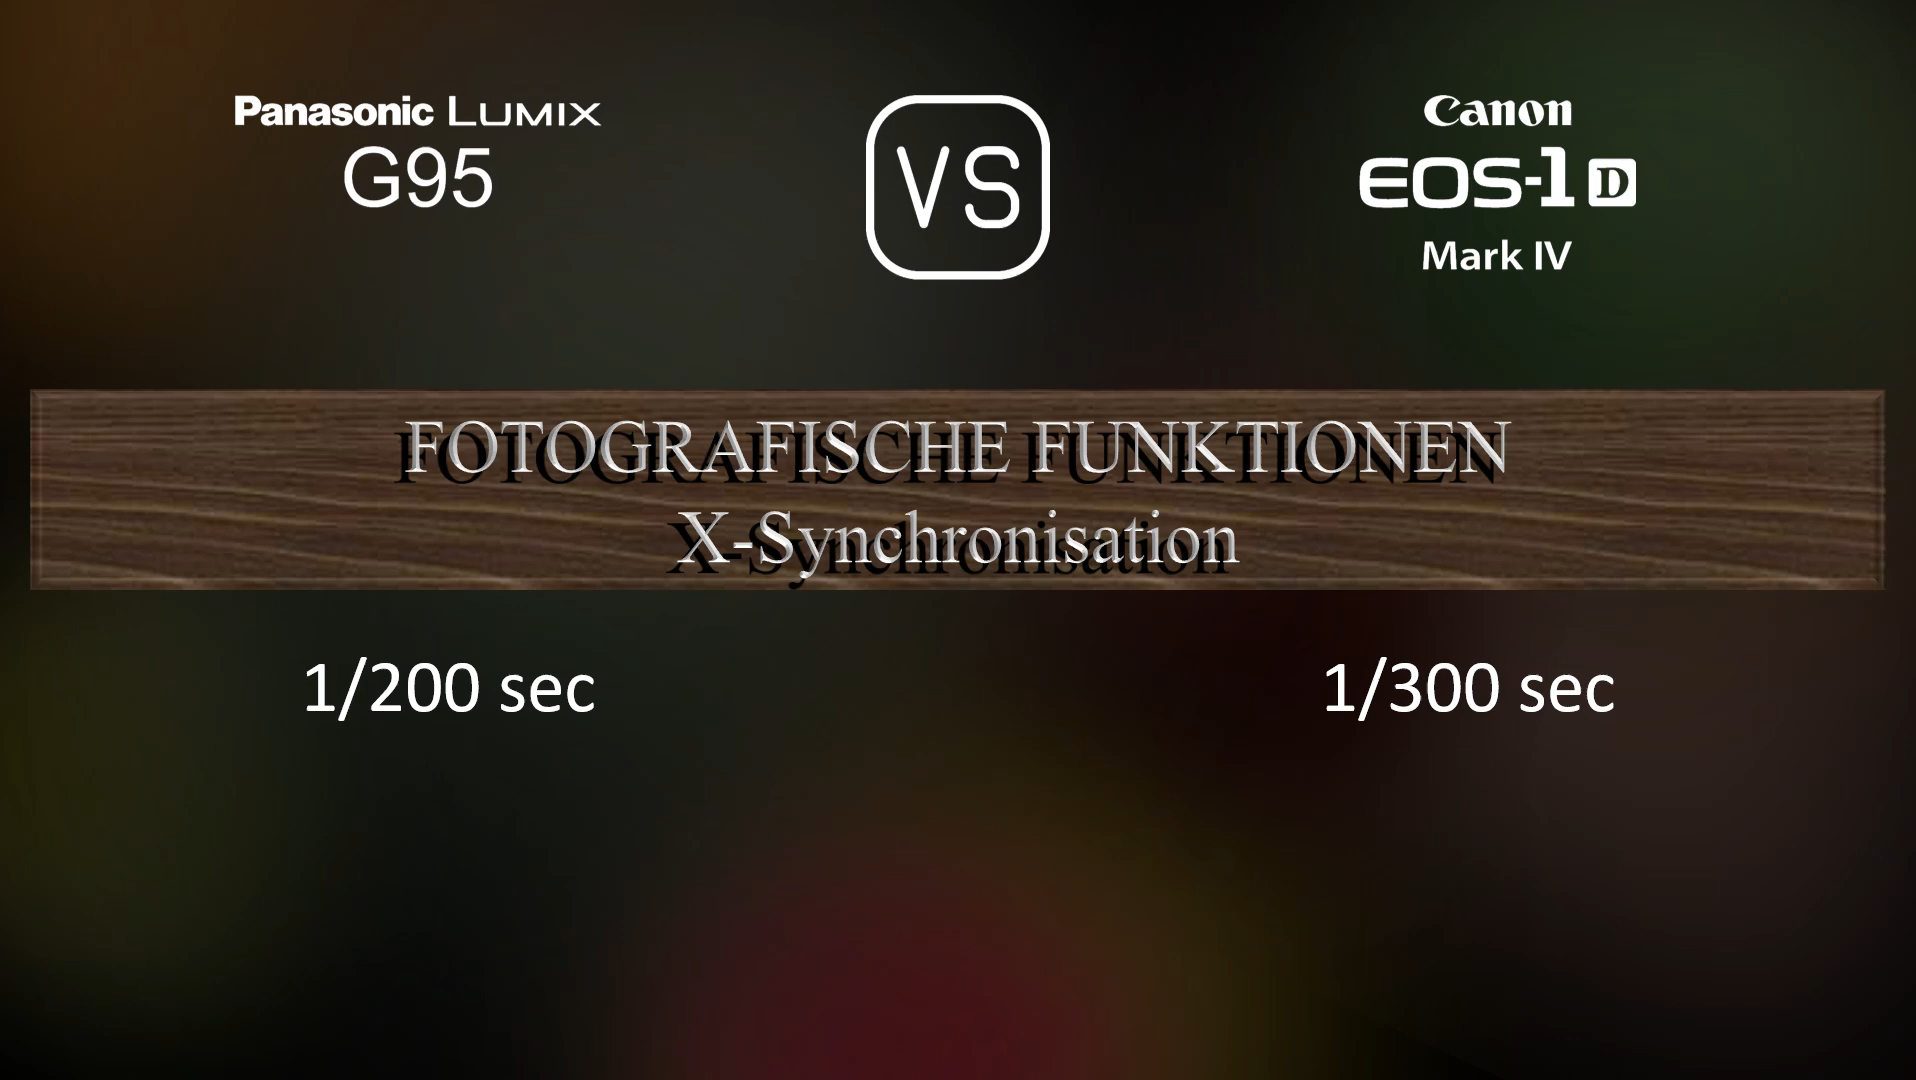 Panasonic LUMIX
G95
VS
Canon
EOS-1D
Mark IV
FOTOGRAFISCHE FUNKTIONEN
X-Synchronisation
1/200 sec
1/300 sec